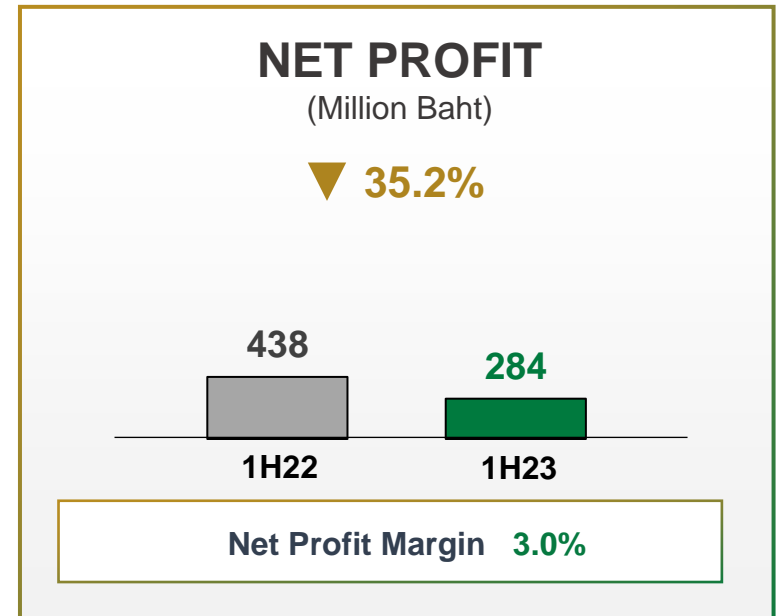 NET PROFIT
(Million Baht)
▼ 35.2%
438
284
1H22
1H23
Net Profit Margin 3.0%